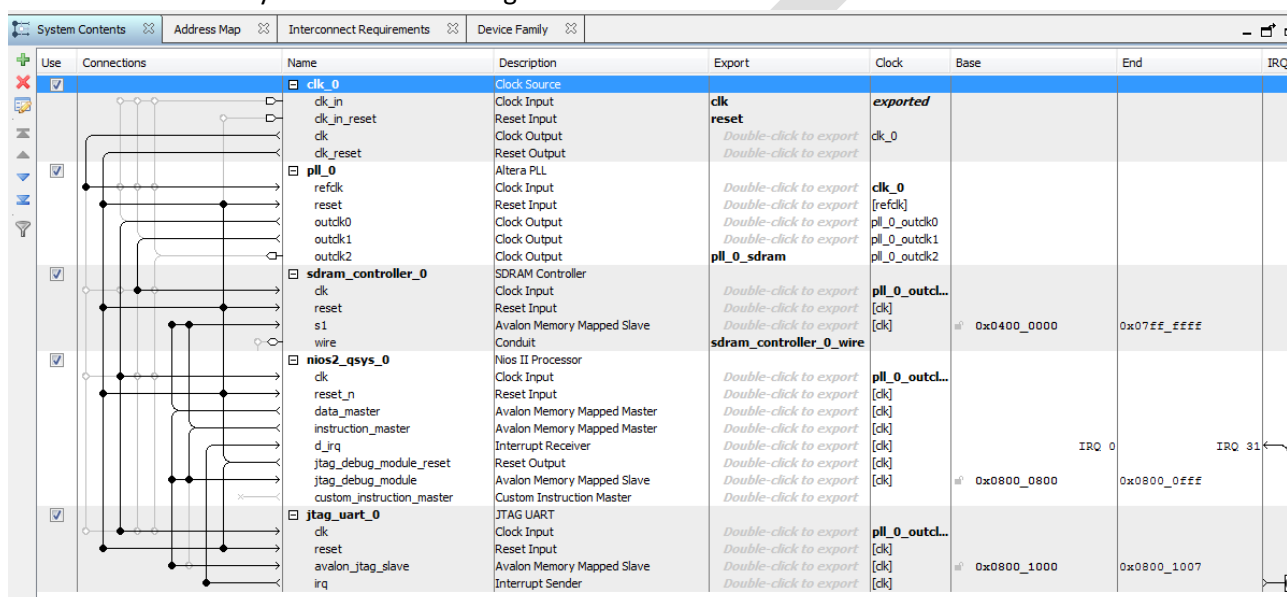 System Contents Address Map Interconnect Requirements Device Family
Use Connections Name Description Export Clock Base End IRQ
clk_0 Clock Source
clk_in Clock Input clk exported
clk_in_reset Reset Input reset
clk Clock Output Double-click to export clk_0
clk_reset Reset Output Double-click to export
pll_0 Altera PLL
refclk Clock Input Double-click to export clk_0
reset Reset Input Double-click to export [refclk]
outclk0 Clock Output Double-click to export pll_0_outclk0
outclk1 Clock Output Double-click to export pll_0_outclk1
outclk2 Clock Output pll_0_sdram pll_0_outclk2
sdram_controller_0 SDRAM Controller
clk Clock Input Double-click to export pll_0_outcl...
reset Reset Input Double-click to export [clk]
s1 Avalon Memory Mapped Slave Double-click to export [clk] 0x0400_0000 0x07ff_ffff
wire Conduit sdram_controller_0_wire
nios2_qsys_0 Nios II Processor
clk Clock Input Double-click to export pll_0_outcl...
reset_n Reset Input Double-click to export [clk]
data_master Avalon Memory Mapped Master Double-click to export [clk]
instruction_master Avalon Memory Mapped Master Double-click to export [clk]
d_irq Interrupt Receiver Double-click to export [clk] IRQ 0 IRQ 31
jtag_debug_module_reset Reset Output Double-click to export [clk]
jtag_debug_module Avalon Memory Mapped Slave Double-click to export [clk] 0x0800_0800 0x0800_0fff
custom_instruction_master Custom Instruction Master Double-click to export
jtag_uart_0 JTAG UART
clk Clock Input Double-click to export pll_0_outcl...
reset Reset Input Double-click to export [clk]
avalon_jtag_slave Avalon Memory Mapped Slave Double-click to export [clk] 0x0800_1000 0x0800_1007
irq Interrupt Sender Double-click to export [clk]